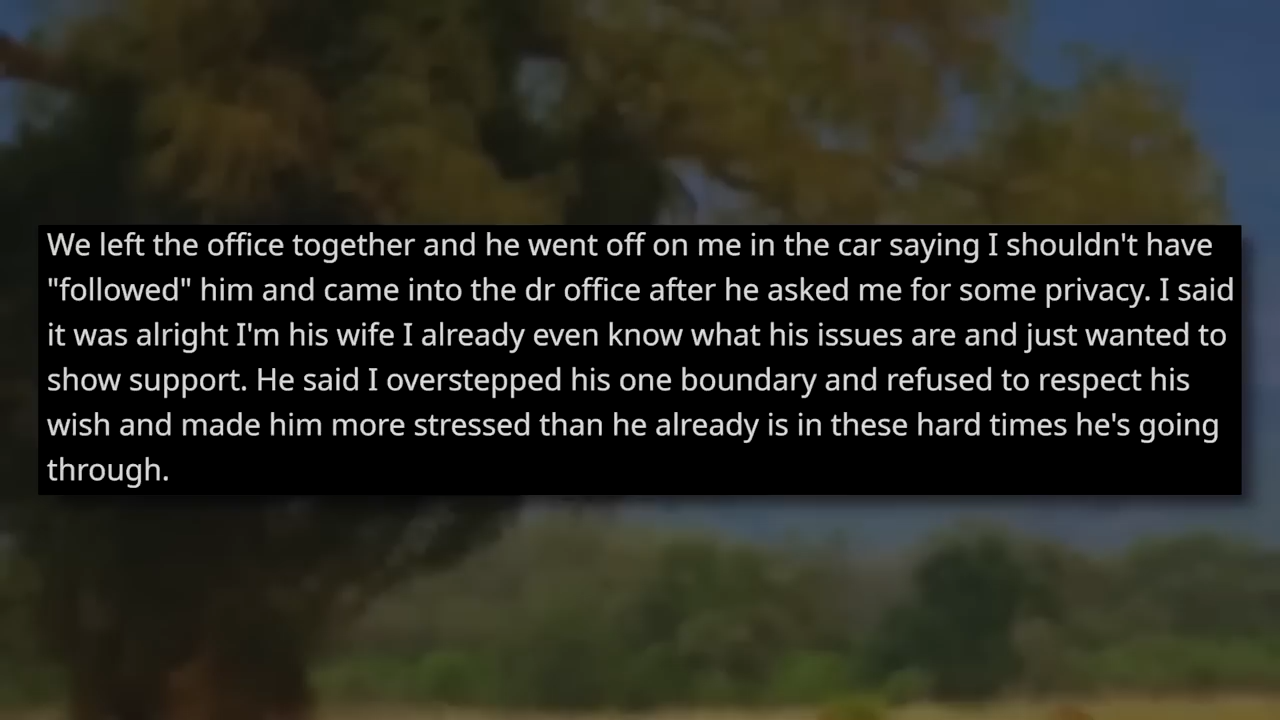 We left the office together and he went off on me in the car saying I shouldn't have
"followed" him and came into the dr office after he asked me for some privacy. I said
it was alright I'm his wife I already even know what his issues are and just wanted to
show support. He said I overstepped his one boundary and refused to respect his
wish and made him more stressed than he already is in these hard times he's going
through.